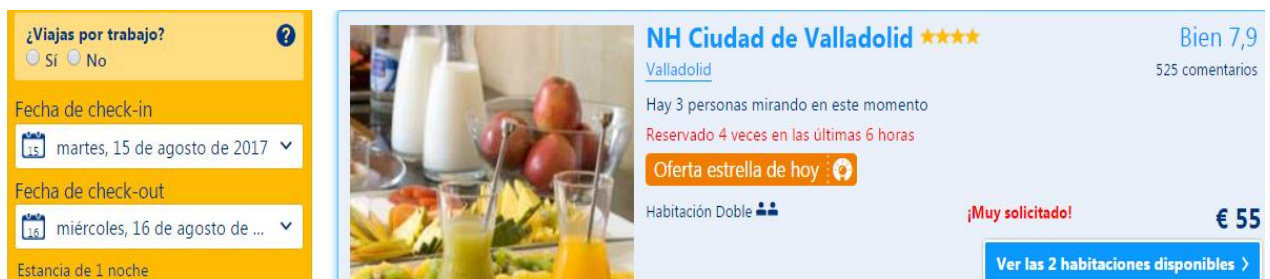 ¿Viajas por trabajo?
Sí No
Fecha de check-in
15 martes, 15 de agosto de 2017
Fecha de check-out
16 miércoles, 16 de agosto de ...
Estancia de 1 noche
NH Ciudad de Valladolid
Bien 7,9
Valladolid
525 comentarios
Hay 3 personas mirando en este momento
Reservado 4 veces en las últimas 6 horas
Oferta estrella de hoy
Habitación Doble
¡Muy solicitado!
€ 55
Ver las 2 habitaciones disponibles